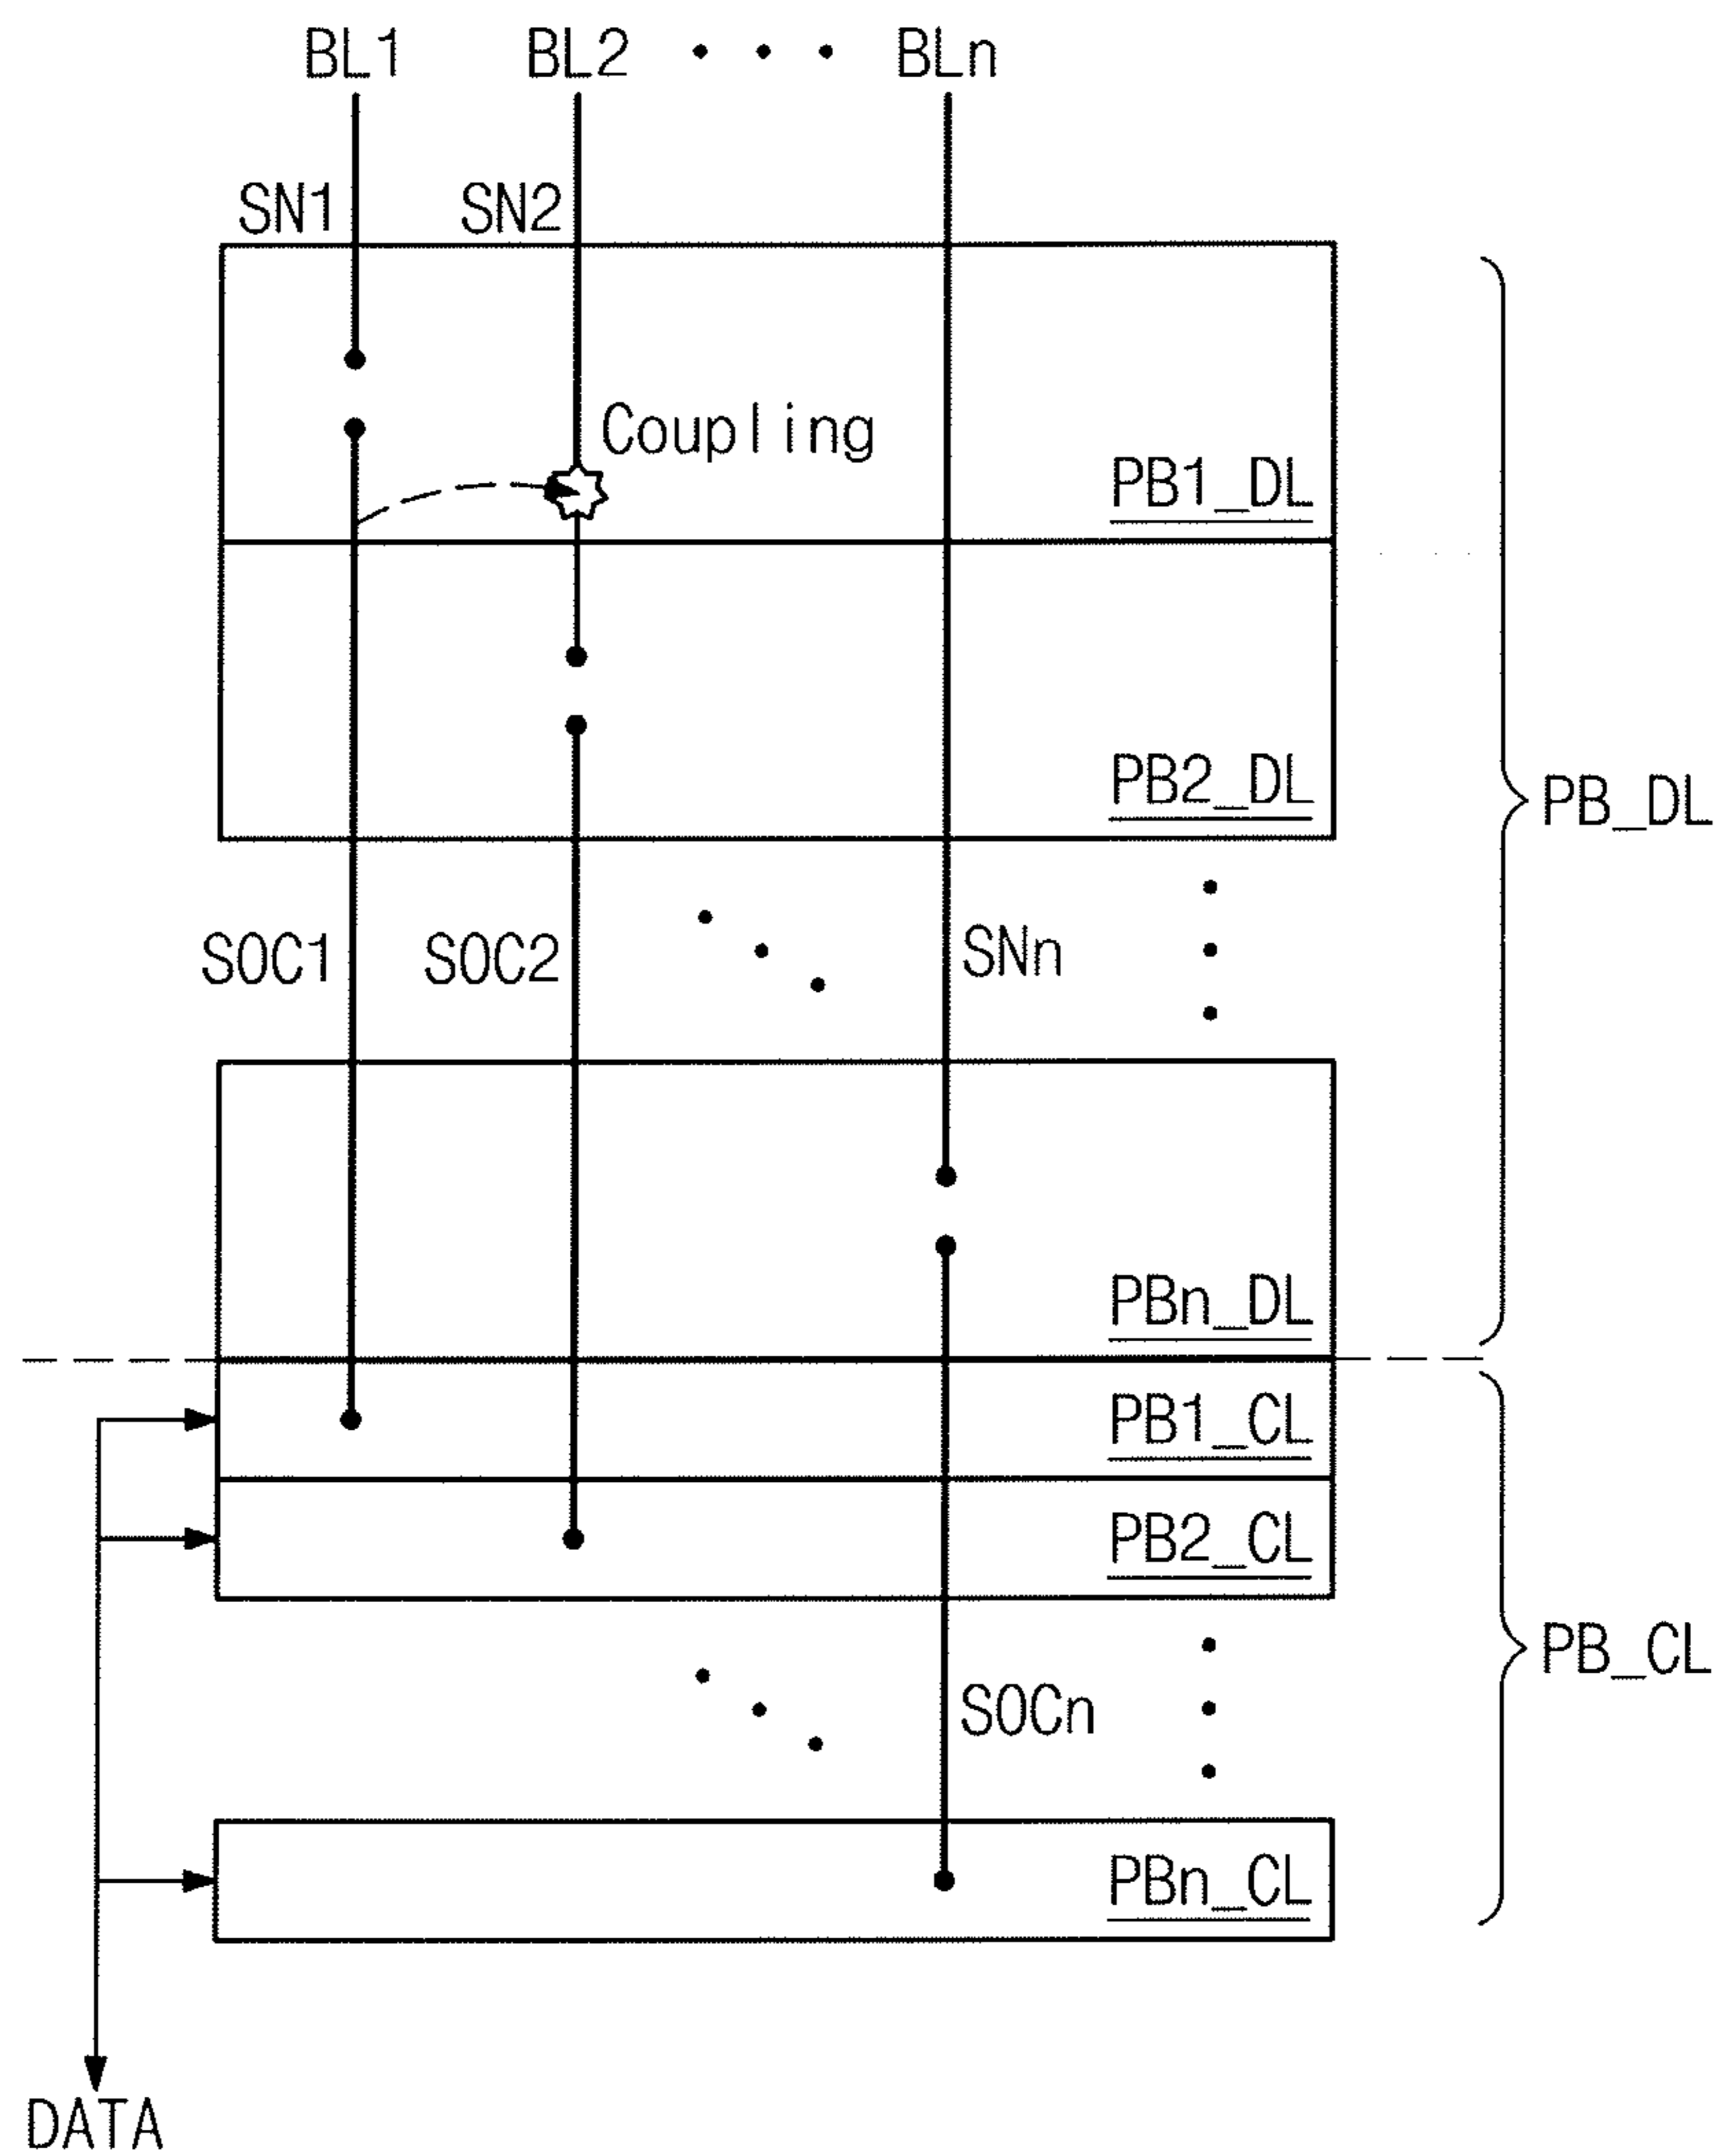 BL1 BL2 • • • BLn
SN1 SN2
Coupling
PB1_DL
PB2_DL
PB_DL
SOC1 SOC2 SNn
PBn_DL
PB1_CL
PB2_CL
PB_CL
SOCn
PBn_CL
DATA